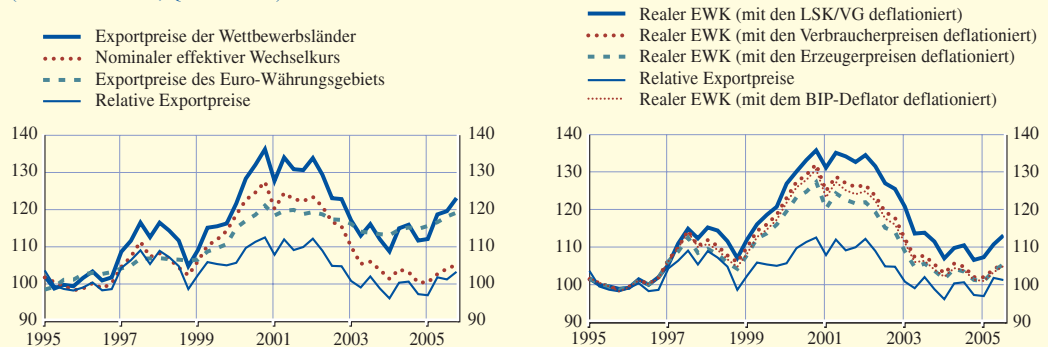 Exportpreise der Wettbewerbsländer
Nominaler effektiver Wechselkurs
Exportpreise des Euro-Währungsgebiets
Relative Exportpreise
140 140
130 130
120 120
110 110
100 100
90 90
1995 1997 1999 2001 2003 2005
Realer EWK (mit den LSK/VG deflationiert)
Realer EWK (mit den Verbraucherpreisen deflationiert)
Realer EWK (mit den Erzeugerpreisen deflationiert)
Relative Exportpreise
Realer EWK (mit dem BIP-Deflator deflationiert)
140 140
130 130
120 120
110 110
100 100
90 90
1995 1997 1999 2001 2003 2005